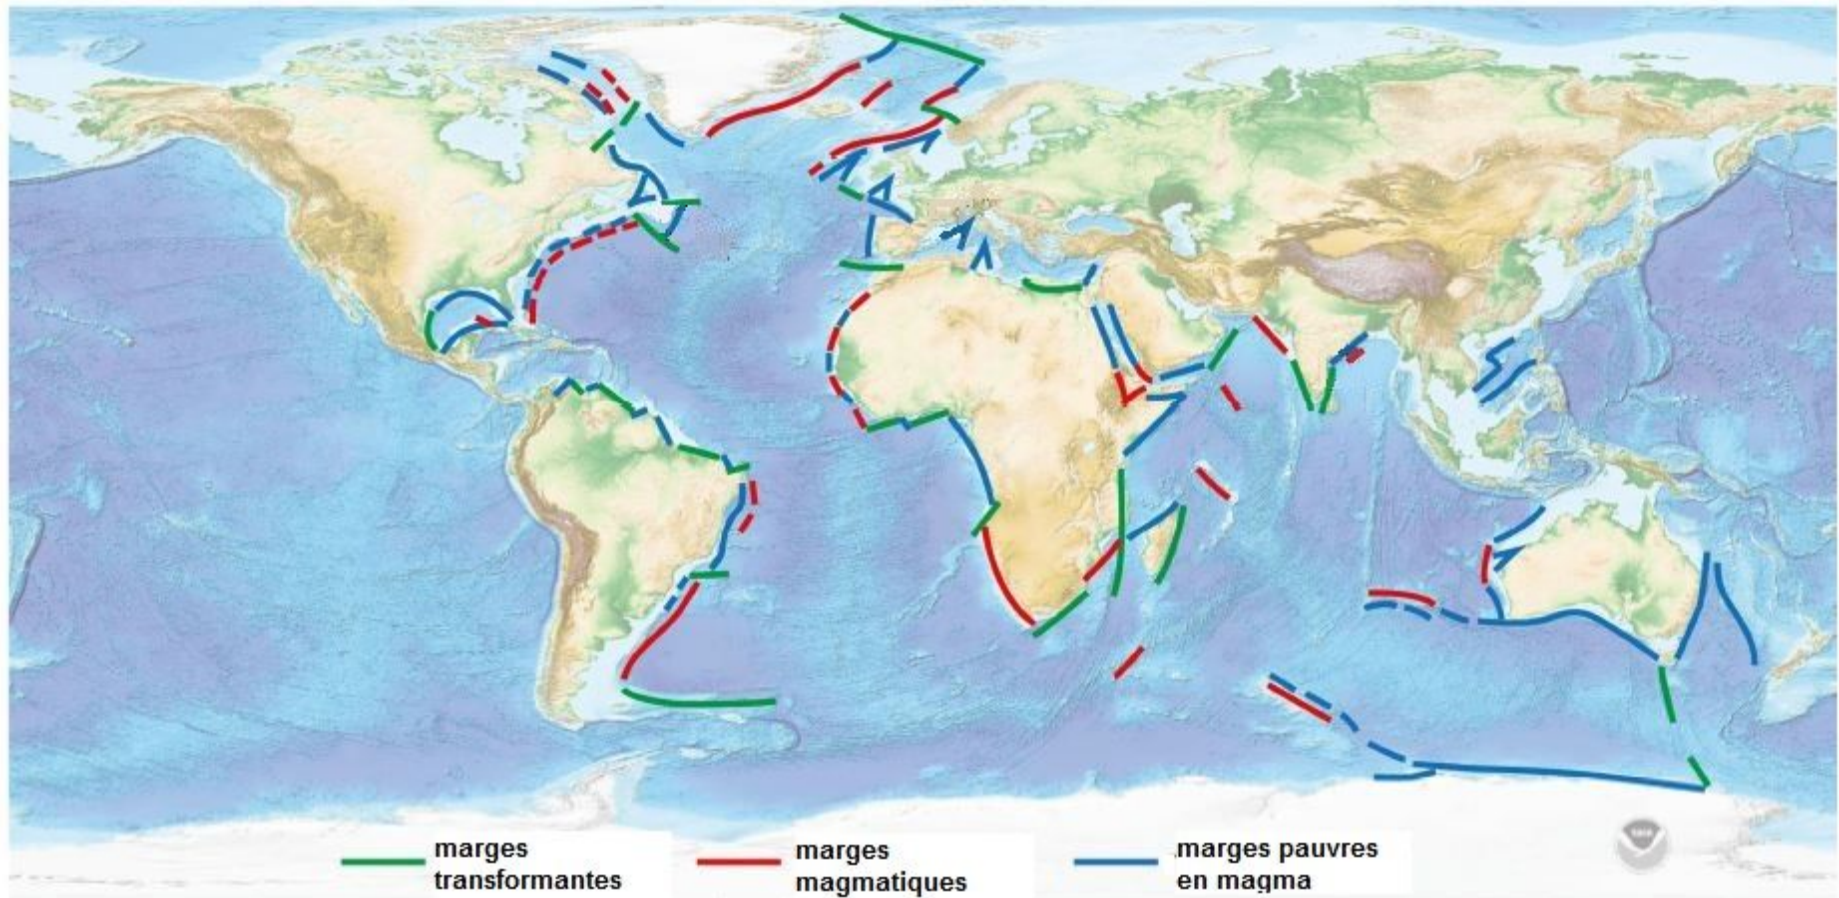 marges
transformantes
marges
magmatiques
marges pauvres
en magma